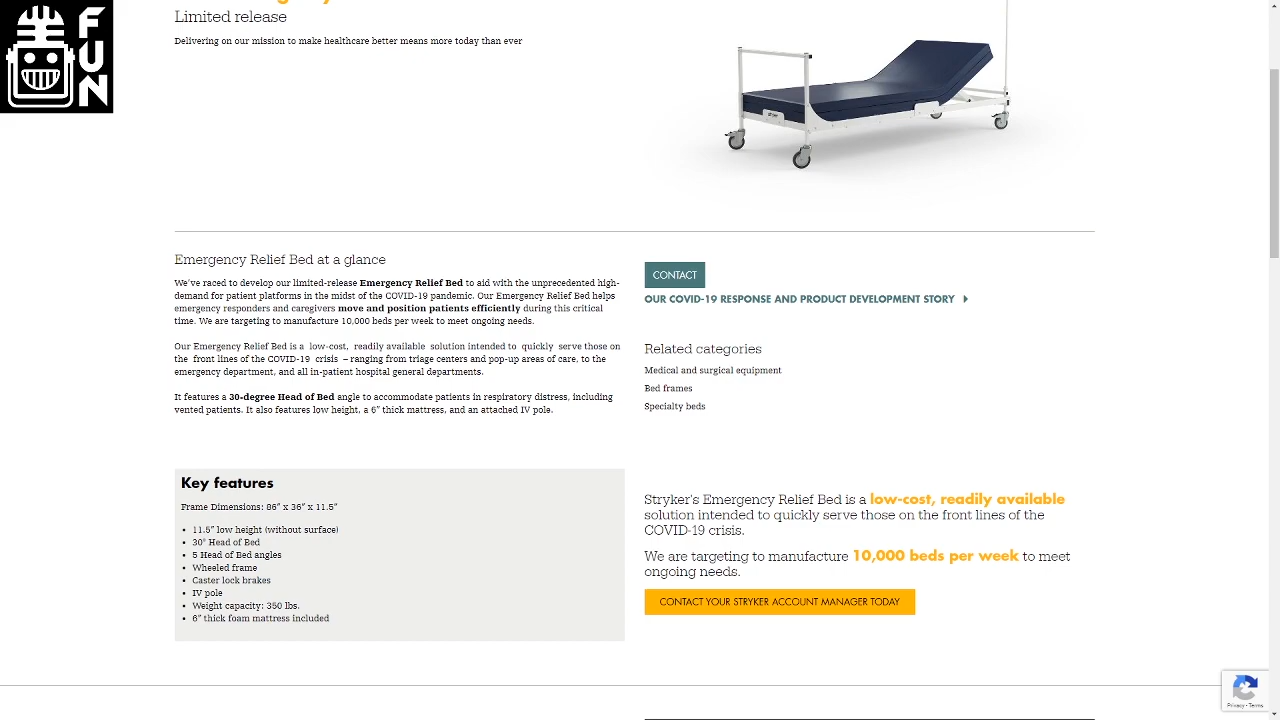 FUN
Limited release
Delivering on our mission to make healthcare better means more today than ever
stryker
Emergency Relief Bed at a glance
We've raced to develop our limited-release Emergency Relief Bed to aid with the unprecedented high-
demand for patient platforms in the midst of the COVID-19 pandemic. Our Emergency Relief Bed helps
emergency responders and caregivers move and position patients efficiently during this critical
time. We are targeting to manufacture 10,000 beds per week to meet ongoing needs.
Our Emergency Relief Bed is a low-cost, readily available solution intended to quickly serve those on
the front lines of the COVID-19 crisis – ranging from triage centers and pop-up areas of care, to the
emergency department, and all in-patient hospital general departments.
It features a 30-degree Head of Bed angle to accommodate patients in respiratory distress, including
vented patients. It also features low height, a 6" thick mattress, and an attached IV pole.
Key features
Frame Dimensions: 86" x 36" x 11.5"
• 11.5" low height (without surface)
• 30° Head of Bed
• 5 Head of Bed angles
• Wheeled frame
• Caster lock brakes
• IV pole
• Weight capacity: 350 lbs.
• 6" thick foam mattress included
CONTACT
OUR COVID-19 RESPONSE AND PRODUCT DEVELOPMENT STORY
Related categories
Medical and surgical equipment
Bed frames
Specialty beds
Stryker's Emergency Relief Bed is a low-cost, readily available
solution intended to quickly serve those on the front lines of the
COVID-19 crisis.
We are targeting to manufacture 10,000 beds per week to meet
ongoing needs.
CONTACT YOUR STRYKER ACCOUNT MANAGER TODAY
Privacy - Terms